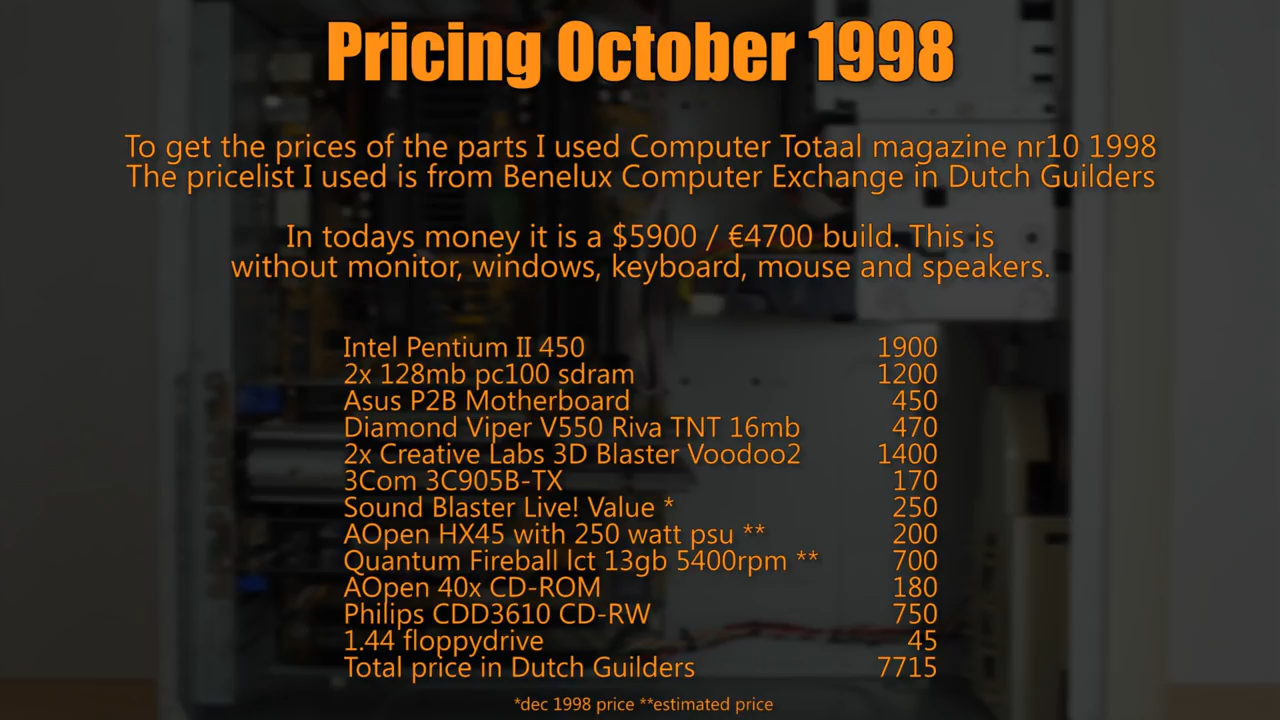 Pricing October 1998
To get the prices of the parts I used Computer Totaal magazine nr10 1998
The pricelist I used is from Benelux Computer Exchange in Dutch Guilders
In todays money it is a $5900 / €4700 build. This is
without monitor, windows, keyboard, mouse and speakers.
Intel Pentium II 450 1900
2x 128mb pc100 sdram 1200
Asus P2B Motherboard 450
Diamond Viper V550 Riva TNT 16mb 470
2x Creative Labs 3D Blaster Voodoo2 1400
3Com 3C905B-TX 170
Sound Blaster Live! Value * 250
AOpen HX45 with 250 watt psu ** 200
Quantum Fireball lct 13gb 5400rpm ** 700
AOpen 40x CD-ROM 180
Philips CDD3610 CD-RW 750
1.44 floppydrive 45
Total price in Dutch Guilders 7715
*dec 1998 price **estimated price